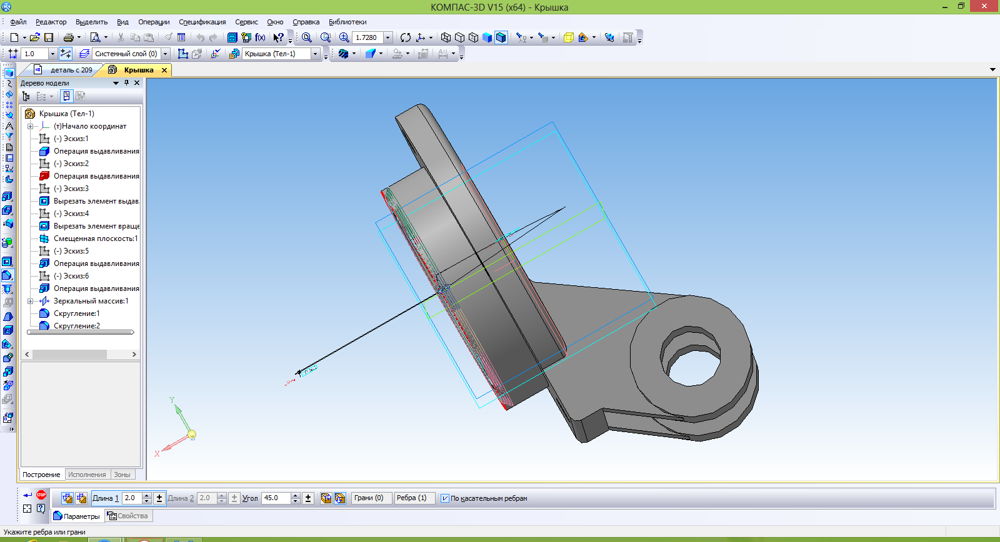 КОМПАС-3D V15 (x64) - Крышка
Файл Редактор Выделить Вид Операции Спецификация Сервис Окно Справка Библиотеки
f(x) 1.7280
1.0 Системный слой (0) Крышка (Тел-1)
деталь с 209 Крышка
Дерево модели
Крышка (Тел-1)
(т)Начало координат
(-) Эскиз:1
Операция выдавливания
(-) Эскиз:2
Операция выдавливания
(-) Эскиз:3
Вырезать элемент выдав
(-) Эскиз:4
Вырезать элемент враще
Смещенная плоскость:1
(-) Эскиз:5
Операция выдавливания
(-) Эскиз:6
Операция выдавливания
Зеркальный массив:1
Скругление:1
Скругление:2
Y
X
Z
Построение Исполнения Зоны
STOP Длина 1 2.0 Длина 2 2.0 Угол 45.0 Грани (0) Ребра (1) По касательным ребрам
Параметры Свойства
Укажите ребра или грани